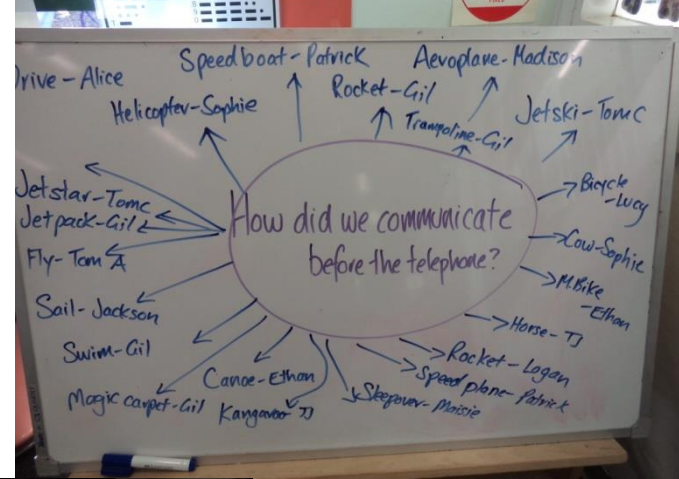 Speedboat-Patrick
Aeroplane-Madison
Drive-Alice
Rocket-Gil
Helicopter-Sophie
Trampoline-Gil
Jetski-Tom C
Jetstar-Tom C
Jetpack-Gil
Fly-Tom A
Sail-Jackson
Swim-Gil
Magic carpet-Gil
Canoe-Ethan
Kangaroo TJ
How did we communicate
before the telephone?
Bicycle
-Lucy
Cow-Sophie
M.Bike
-Ethan
Horse-TJ
Rocket-Logan
Speed plane-Patrick
Sleepover-Maisie